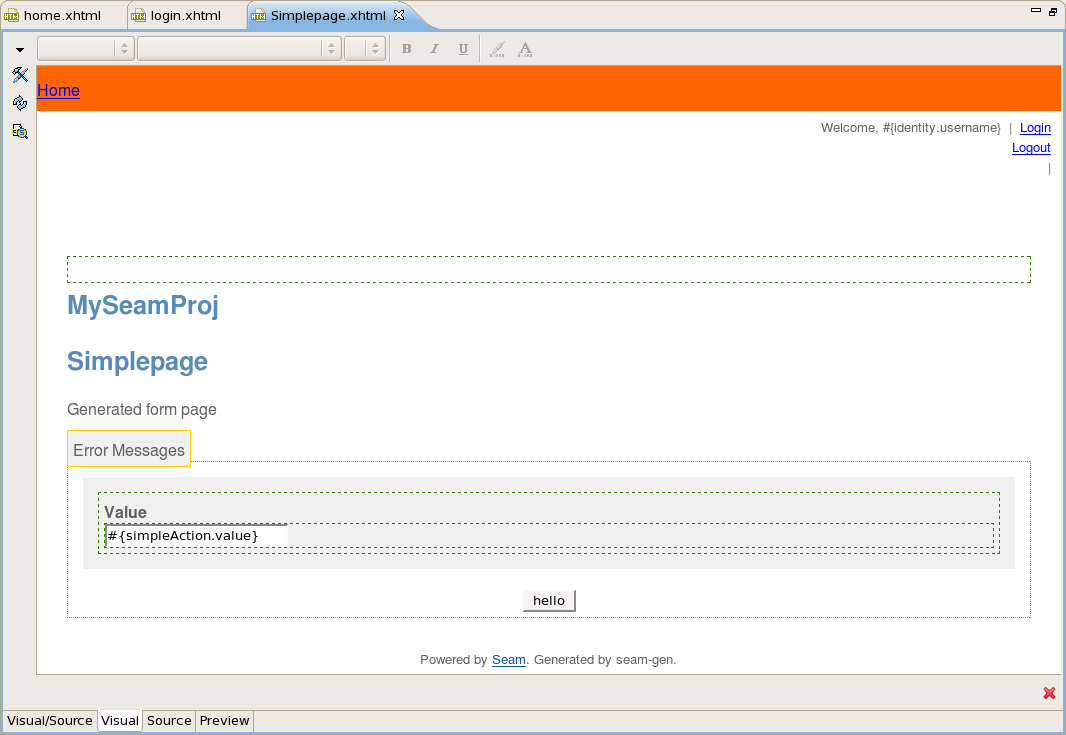 home.xhtml login.xhtml Simplepage.xhtml
B I U A
Home
Welcome, #{identity.username} | Login
Logout
|
MySeamProj
Simplepage
Generated form page
Error Messages
Value
#{simpleAction.value}
hello
Powered by Seam. Generated by seam-gen.
Visual/Source Visual Source Preview